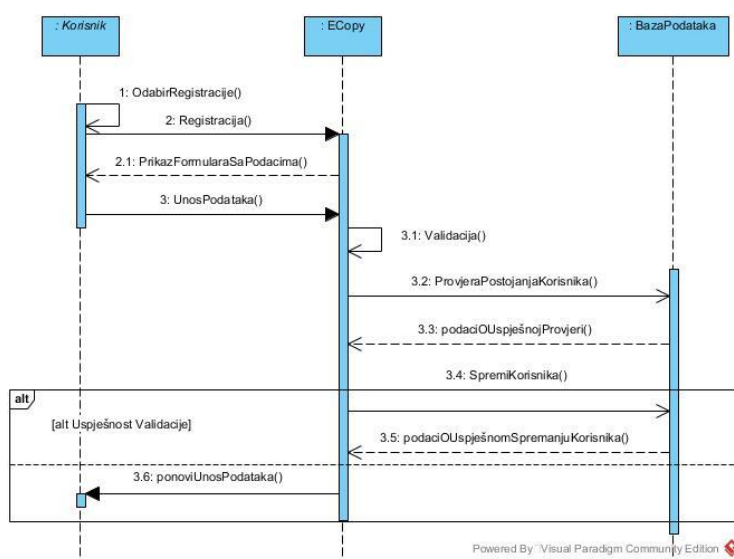 : Korisnik
: ECopy
: BazaPodataka
1: OdabirRegistracije()
2: Registracija()
2.1: PrikazFormularaSaPodacima()
3: UnosPodataka()
3.1: Validacija()
3.2: ProvjeraPostojanjaKorisnika()
3.3: podaciOUspješnojProvjeri()
3.4: SpremiKorisnika()
alt
[alt Uspješnost Validacije]
3.5: podaciOUspješnomSpremanjuKorisnika()
3.6: ponoviUnosPodataka()
Powered By Visual Paradigm Community Edition